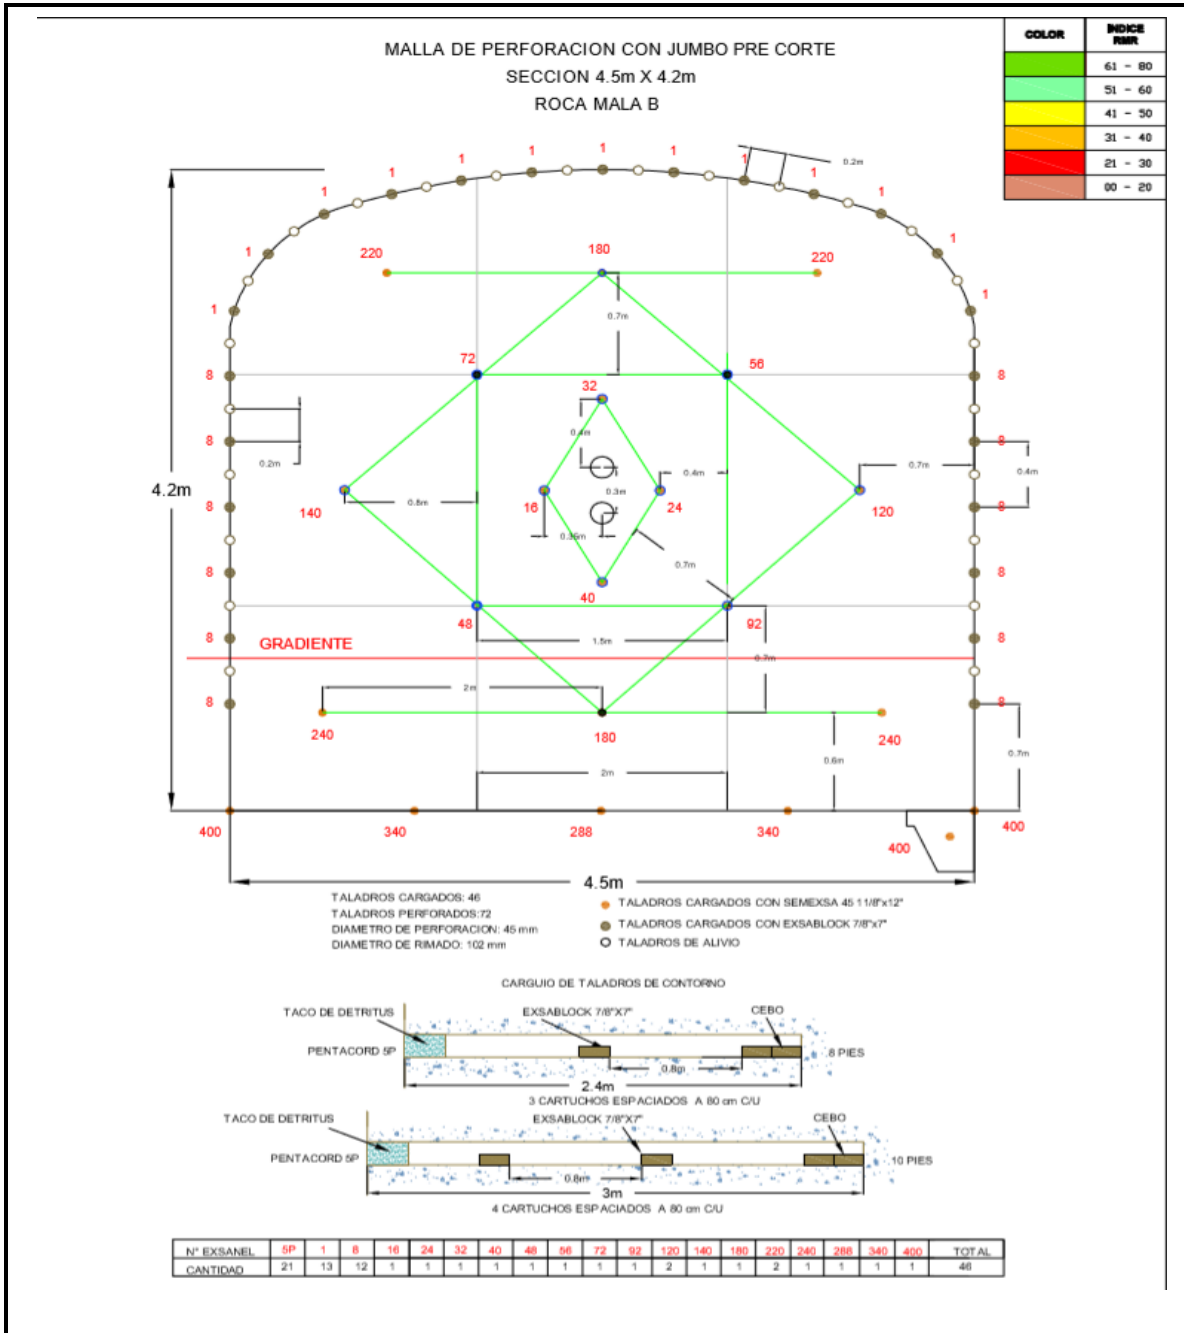 MALLA DE PERFORACION CON JUMBO PRE CORTE
SECCION 4.5m X 4.2m
ROCA MALA B
COLOR INDICE RMR
61 - 80
51 - 60
41 - 50
31 - 40
21 - 30
00 - 20
1 1 1 1 1 1 1 1 1
0.2m
1 1 1 1
220 180 220
0.7m
72 56
8 32 8
0.4m
8 8
0.2m 0.4m 0.7m 0.4m
4.2m
0.8m 0.3m
140 16 24 120
8 8
0.35m
0.7m
8 8
40
48 92
8 1.5m 8
GRADIENTE
0.7m
2m
8 8
240 180 240
0.6m 0.7m
2m
400 340 288 340 400 400
4.5m
TALADROS CARGADOS: 46
TALADROS PERFORADOS:72
DIAMETRO DE PERFORACION: 45 mm
DIAMETRO DE RIMADO: 102 mm
TALADROS CARGADOS CON SEMEXSA 45 11/8"x12"
TALADROS CARGADOS CON EXSABLOCK 7/8"x7"
TALADROS DE ALIVIO
CARGUIO DE TALADROS DE CONTORNO
TACO DE DETRITUS EXSABLOCK 7/8"X7" CEBO
PENTACORD 5P 8 PIES
0.8m
2.4m
3 CARTUCHOS ESPACIADOS A 80 cm C/U
TACO DE DETRITUS EXSABLOCK 7/8"X7" CEBO
PENTACORD 5P 10 PIES
0.8m
3m
4 CARTUCHOS ESPACIADOS A 80 cm C/U
N° EXSANEL 5P 1 8 16 24 32 40 48 56 72 92 120 140 180 220 240 288 340 400 TOTAL
CANTIDAD 21 13 12 1 1 1 1 1 1 1 1 2 1 1 2 1 1 1 1 46